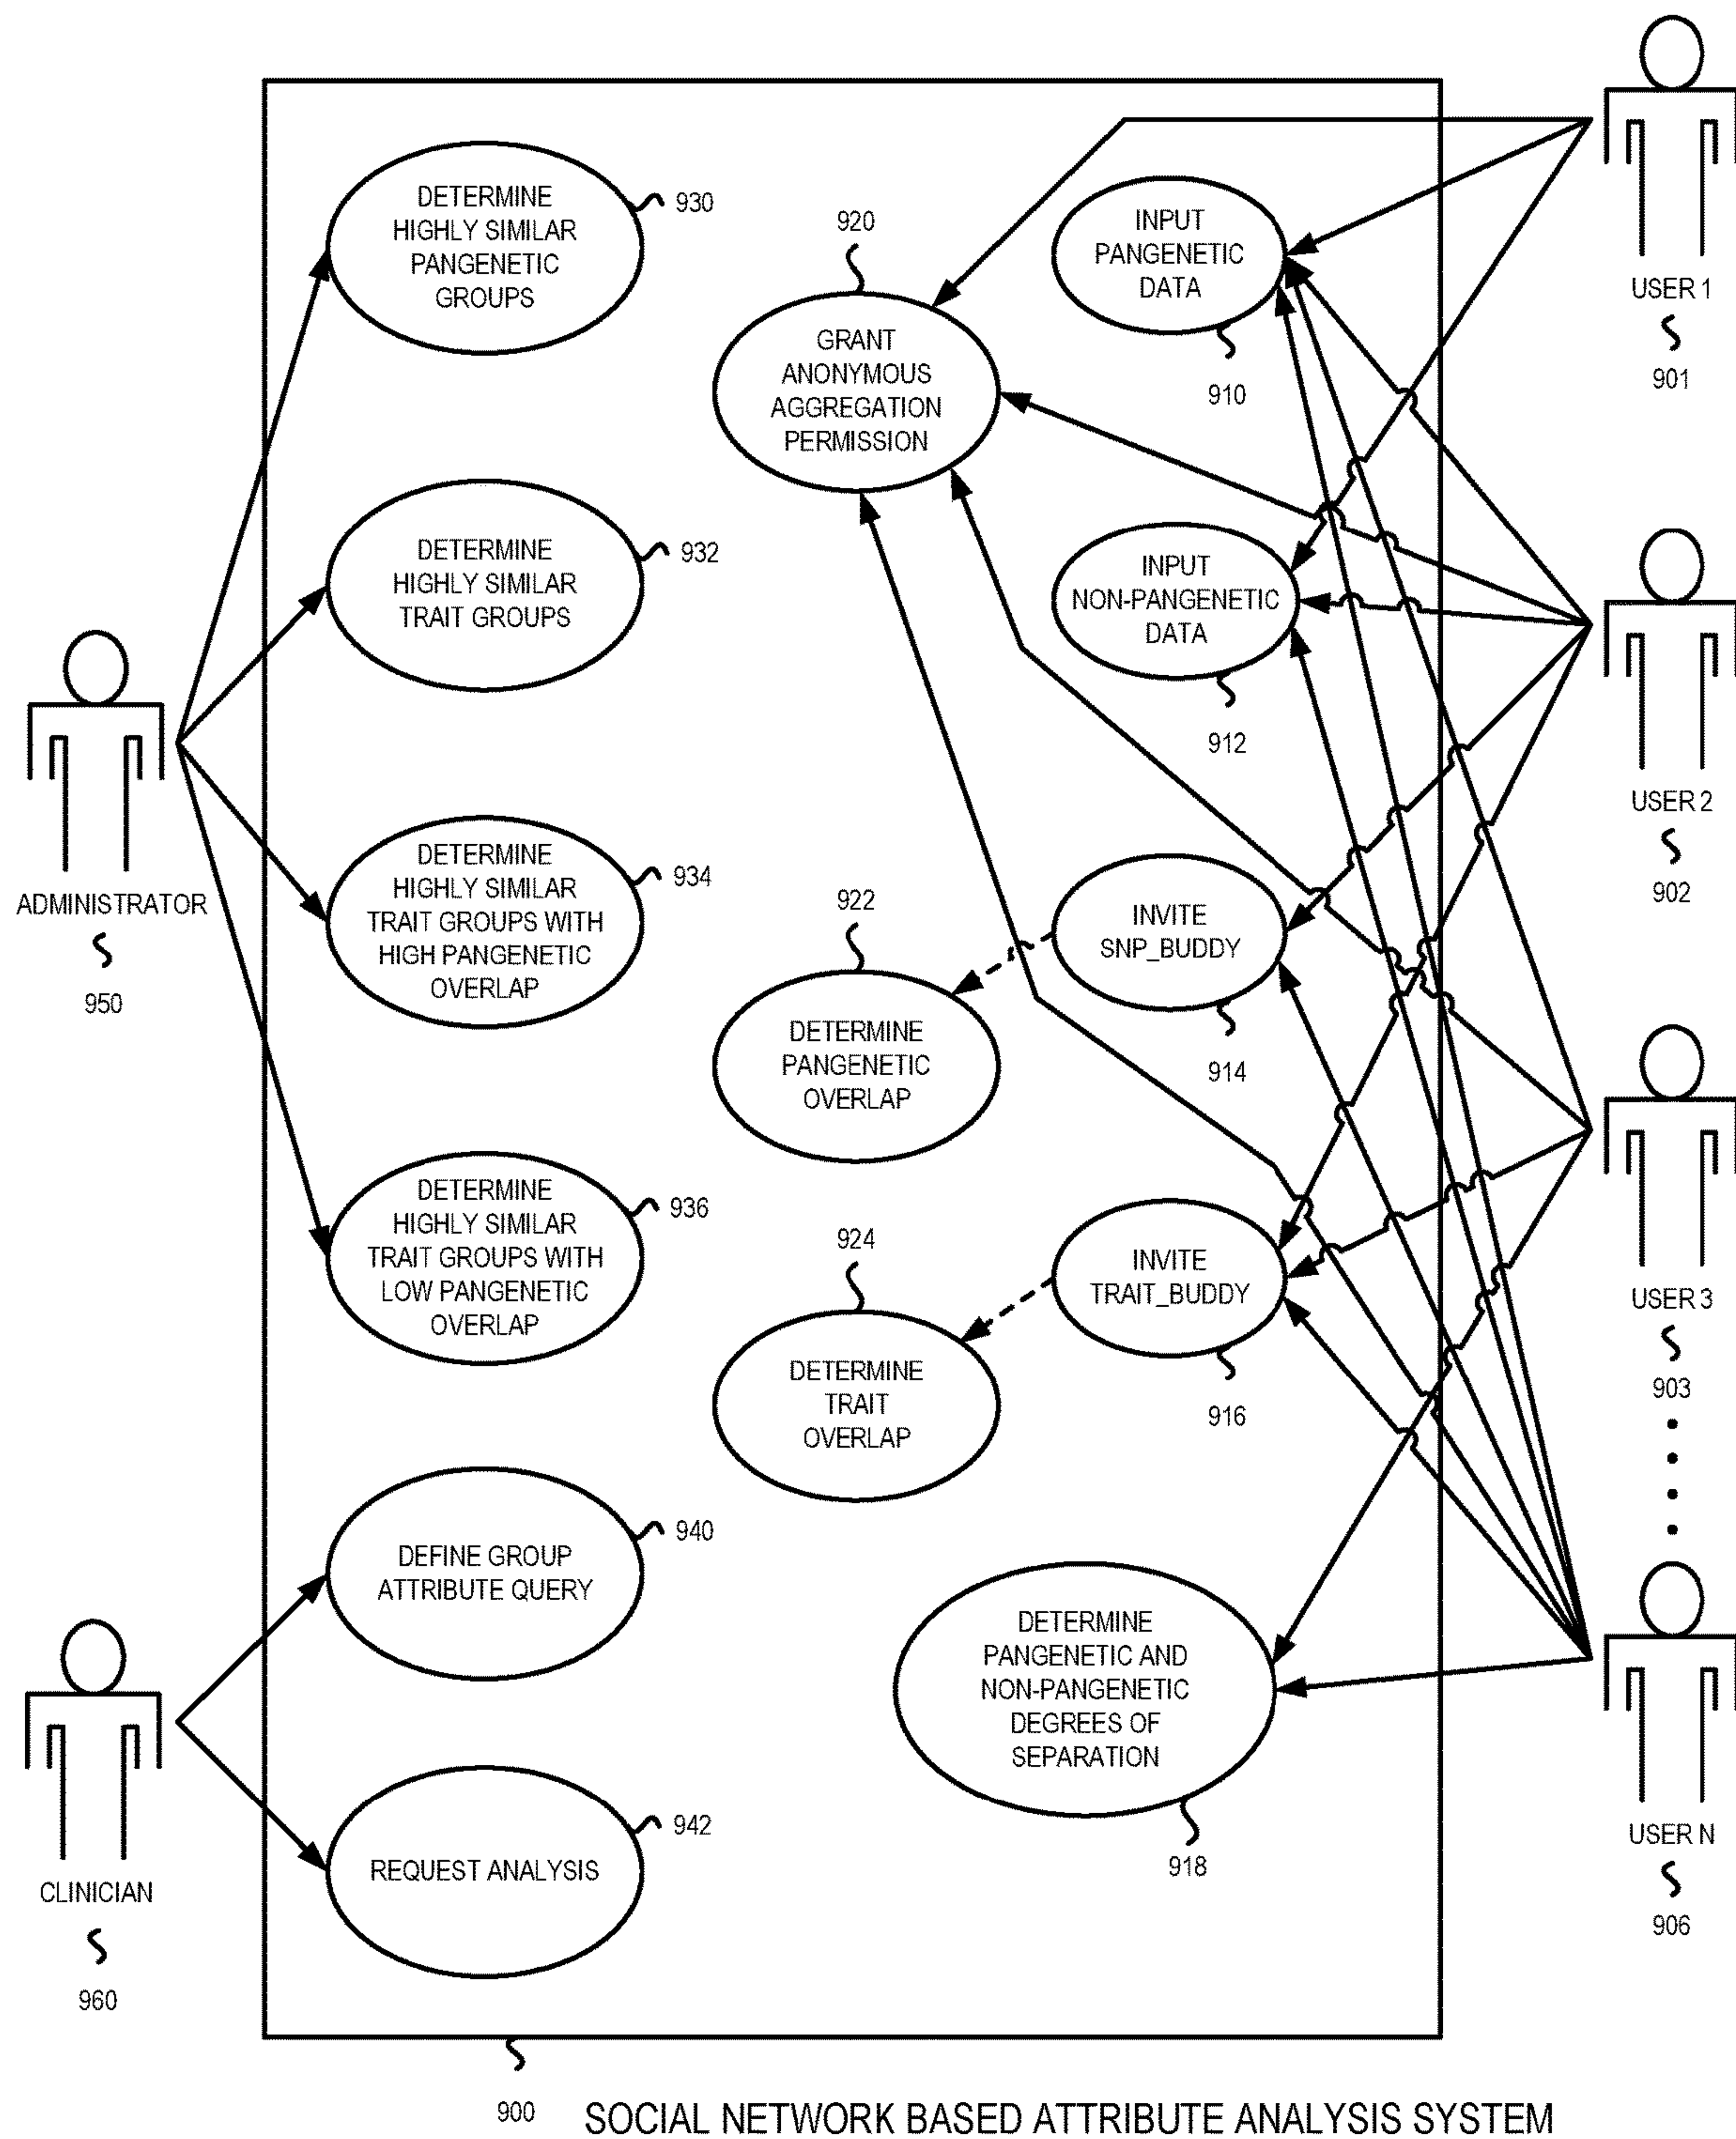 DETERMINE
HIGHLY SIMILAR
PANGENETIC
GROUPS
930
DETERMINE
HIGHLY SIMILAR
TRAIT GROUPS
932
DETERMINE
HIGHLY SIMILAR
TRAIT GROUPS WITH
HIGH PANGENETIC
OVERLAP
934
DETERMINE
HIGHLY SIMILAR
TRAIT GROUPS WITH
LOW PANGENETIC
OVERLAP
936
DEFINE GROUP
ATTRIBUTE QUERY
940
REQUEST ANALYSIS
942
ADMINISTRATOR
950
CLINICIAN
960
920
GRANT
ANONYMOUS
AGGREGATION
PERMISSION
922
DETERMINE
PANGENETIC
OVERLAP
924
DETERMINE
TRAIT
OVERLAP
INPUT
PANGENETIC
DATA
910
INPUT
NON-PANGENETIC
DATA
912
INVITE
SNP_BUDDY
914
INVITE
TRAIT_BUDDY
916
DETERMINE
PANGENETIC AND
NON-PANGENETIC
DEGREES OF
SEPARATION
918
USER 1
901
USER 2
902
USER 3
903
USER N
906
900
SOCIAL NETWORK BASED ATTRIBUTE ANALYSIS SYSTEM